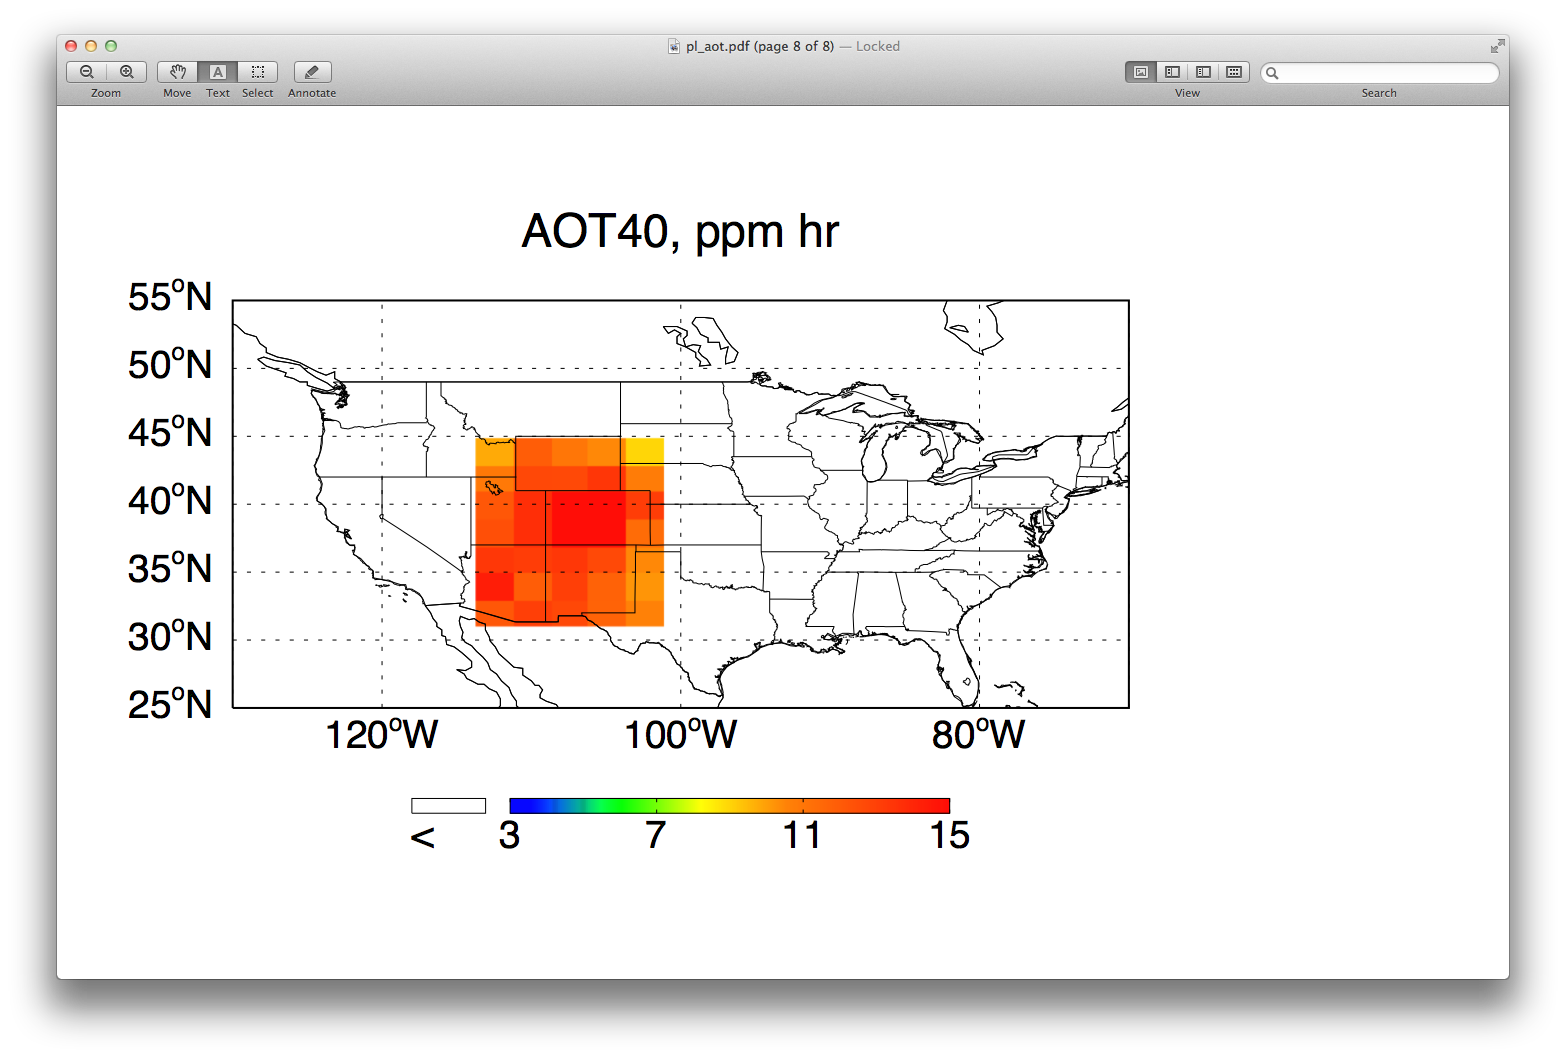 pl_aot.pdf (page 8 of 8) — Locked
Zoom
Move
Text
Select
Annotate
View
Search
AOT40, ppm hr
55°N
50°N
45°N
40°N
35°N
30°N
25°N
120°W
100°W
80°W
<
3
7
11
15